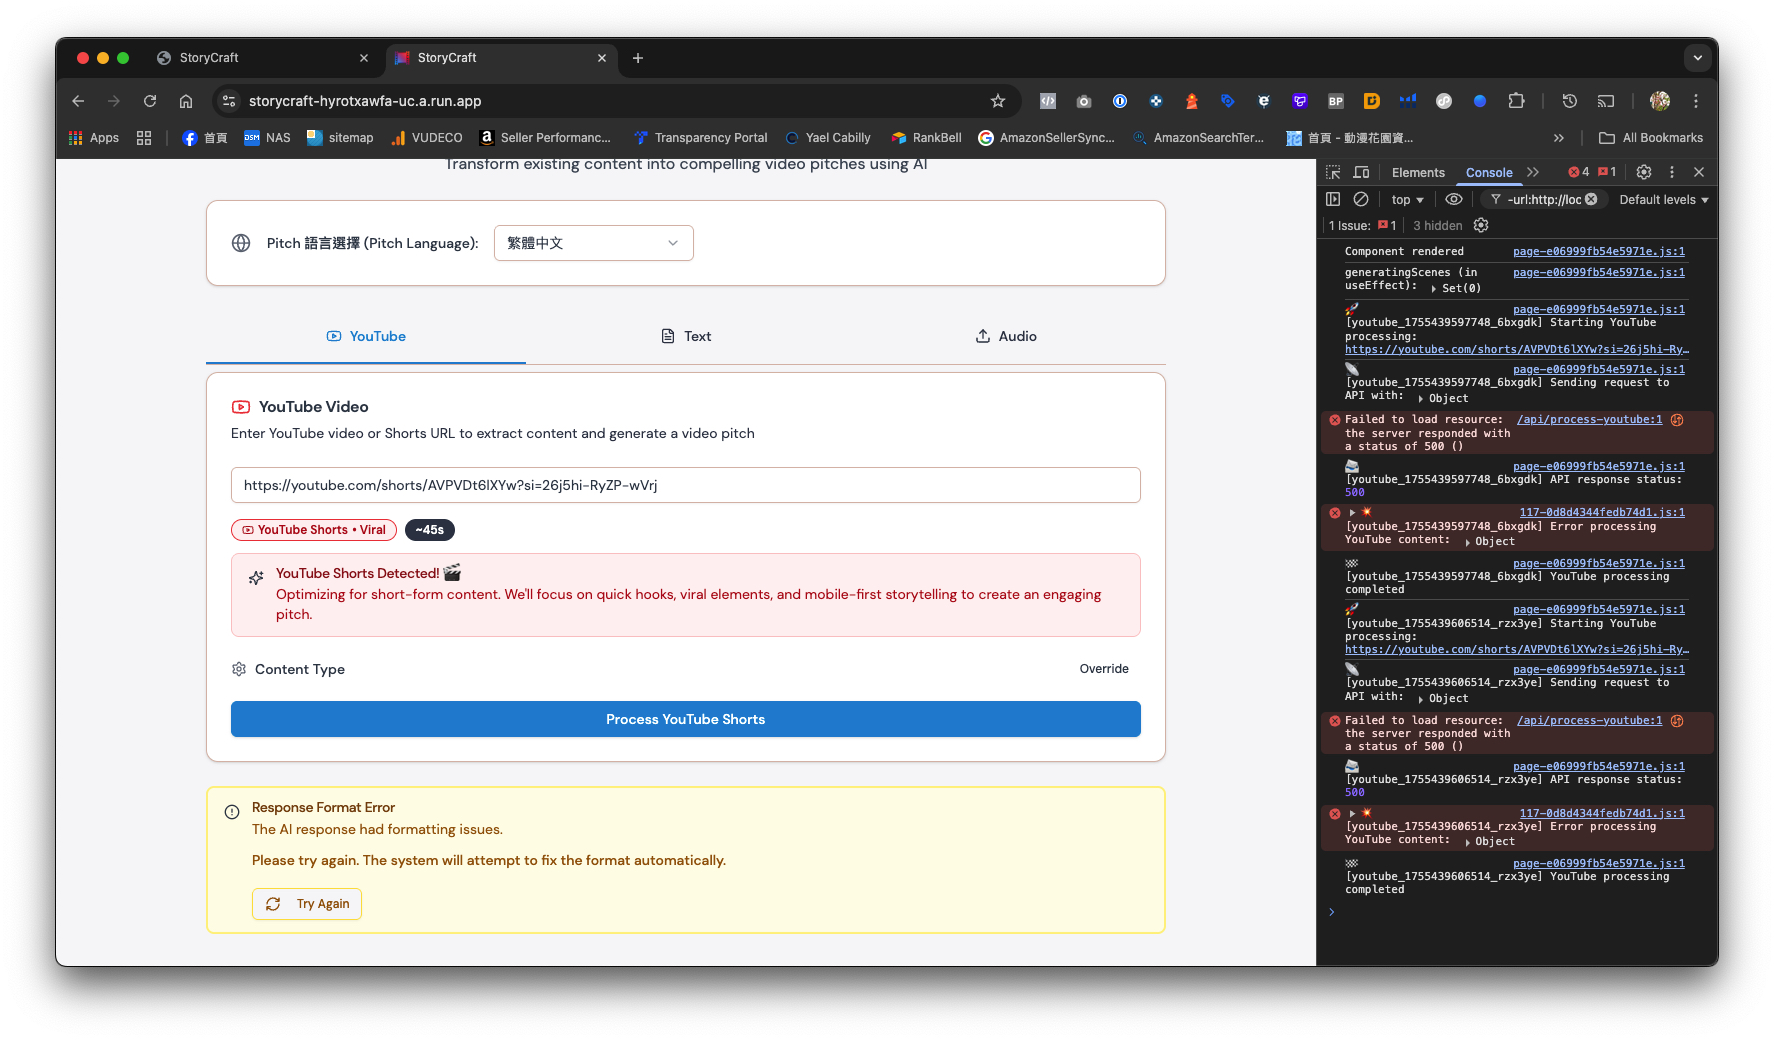 StoryCraft
StoryCraft
storycraft-hyrotxawfa-uc.a.run.app
BP
Apps
首頁
DSM NAS
sitemap
VUDECO
Seller Performanc...
Transparency Portal
Yael Cabilly
RankBell
AmazonSellerSync...
AmazonSearchTer...
首頁 - 動漫花園資...
All Bookmarks
Transform existing content into compelling video pitches using AI
Pitch 語言選擇 (Pitch Language):
繁體中文
YouTube
Text
Audio
YouTube Video
Enter YouTube video or Shorts URL to extract content and generate a video pitch
https://youtube.com/shorts/AVPVDt6lXYw?si=26j5hi-RyZP-wVrj
YouTube Shorts • Viral
~45s
YouTube Shorts Detected! 🎬
Optimizing for short-form content. We'll focus on quick hooks, viral elements, and mobile-first storytelling to create an engaging
pitch.
Content Type
Override
Process YouTube Shorts
Response Format Error
The AI response had formatting issues.
Please try again. The system will attempt to fix the format automatically.
Try Again
Elements
Console
4
1
top
-url:http://loc
Default levels
1 Issue: 1
3 hidden
Component rendered page-e06999fb54e5971e.js:1
generatingScenes (in page-e06999fb54e5971e.js:1
useEffect): Set(0)
🚀 page-e06999fb54e5971e.js:1
[youtube_1755439597748_6bxgdk] Starting YouTube
processing:
https://youtube.com/shorts/AVPVDt6lXYw?si=26j5hi-Ry…
page-e06999fb54e5971e.js:1
[youtube_1755439597748_6bxgdk] Sending request to
API with: Object
Failed to load resource: /api/process-youtube:1
the server responded with
a status of 500 ()
page-e06999fb54e5971e.js:1
[youtube_1755439597748_6bxgdk] API response status:
500
💥 117-0d8d4344fedb74d1.js:1
[youtube_1755439597748_6bxgdk] Error processing
YouTube content: Object
🏁 page-e06999fb54e5971e.js:1
[youtube_1755439597748_6bxgdk] YouTube processing
completed
🚀 page-e06999fb54e5971e.js:1
[youtube_1755439606514_rzx3ye] Starting YouTube
processing:
https://youtube.com/shorts/AVPVDt6lXYw?si=26j5hi-Ry…
page-e06999fb54e5971e.js:1
[youtube_1755439606514_rzx3ye] Sending request to
API with: Object
Failed to load resource: /api/process-youtube:1
the server responded with
a status of 500 ()
page-e06999fb54e5971e.js:1
[youtube_1755439606514_rzx3ye] API response status:
500
💥 117-0d8d4344fedb74d1.js:1
[youtube_1755439606514_rzx3ye] Error processing
YouTube content: Object
🏁 page-e06999fb54e5971e.js:1
[youtube_1755439606514_rzx3ye] YouTube processing
completed